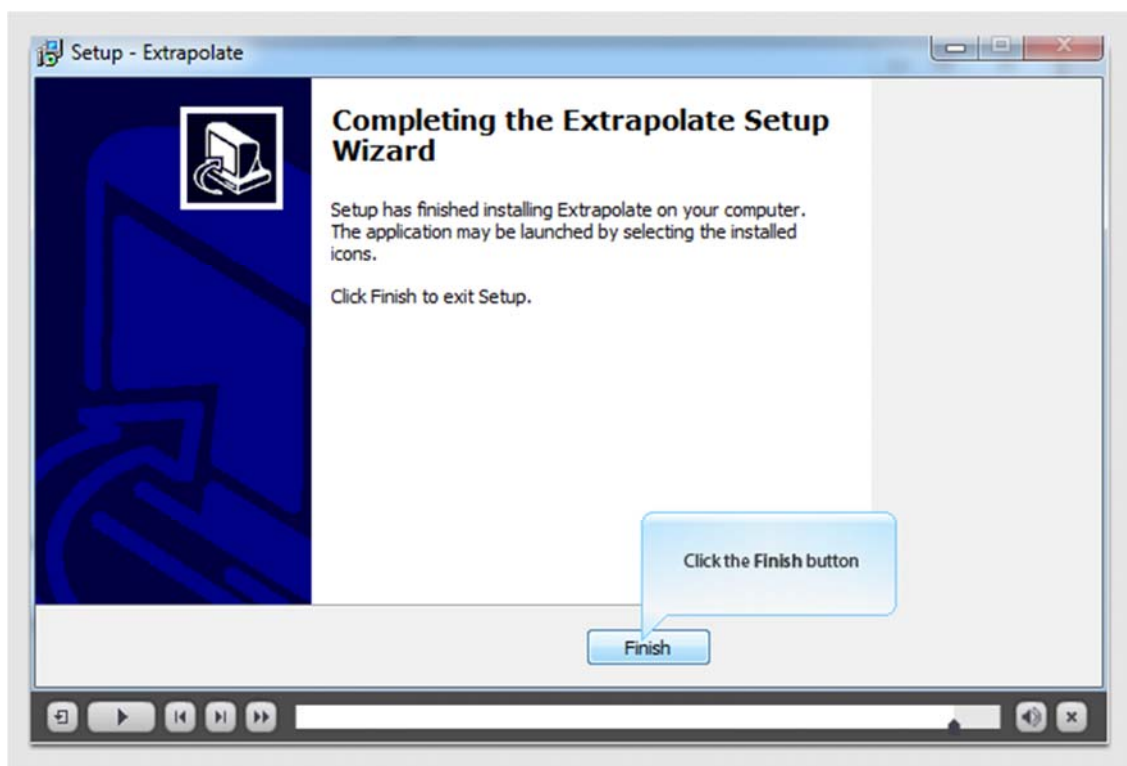 Setup - Extrapolate
Completing the Extrapolate Setup
Wizard
Setup has finished installing Extrapolate on your computer.
The application may be launched by selecting the installed
icons.
Click Finish to exit Setup.
Click the Finish button
Finish